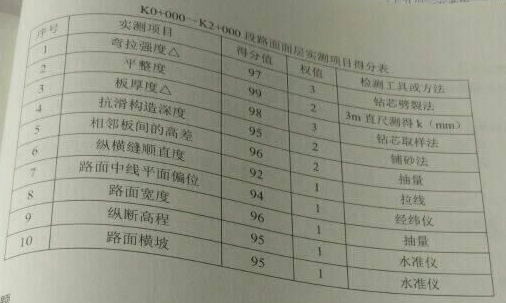 K0+000—K2+000 段路面面层实测项目得分表
序号 实测项目 得分值 权值 检测工具或方法
1 弯拉强度△ 97 3 钻芯劈裂法
2 平整度 99 2 3m 直尺测得 k（mm）
3 板厚度△ 98 3 钻芯取样法
4 抗滑构造深度 95 2 铺砂法
5 相邻板间的高差 96 2 抽量
6 纵横缝顺直度 92 1 拉线
7 路面中线平面偏位 94 1 经纬仪
8 路面宽度 96 1 抽量
9 纵断高程 95 1 水准仪
10 路面横坡 95 1 水准仪